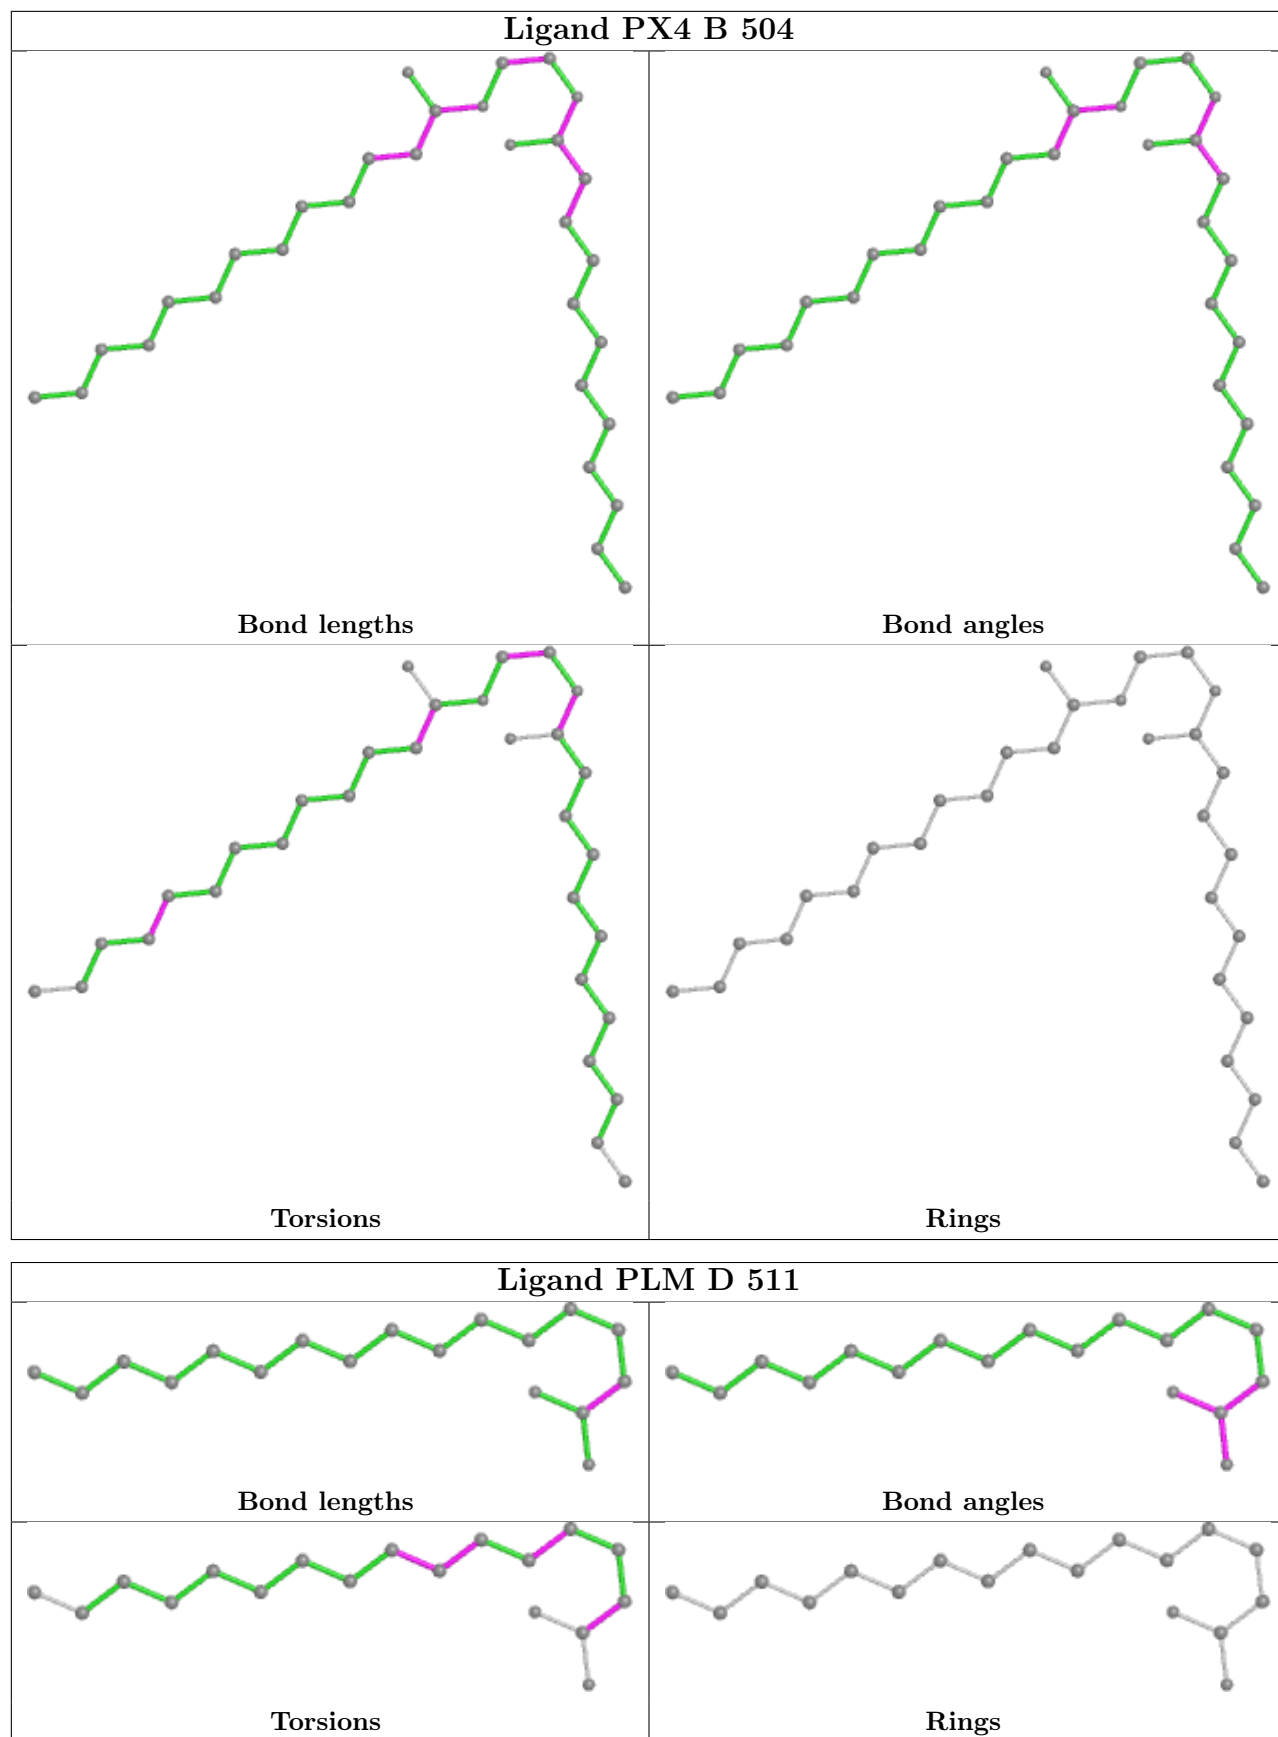 Ligand PX4 B 504
Bond lengths
Bond angles
Torsions
Rings
Ligand PLM D 511
Bond lengths
Bond angles
Torsions
Rings